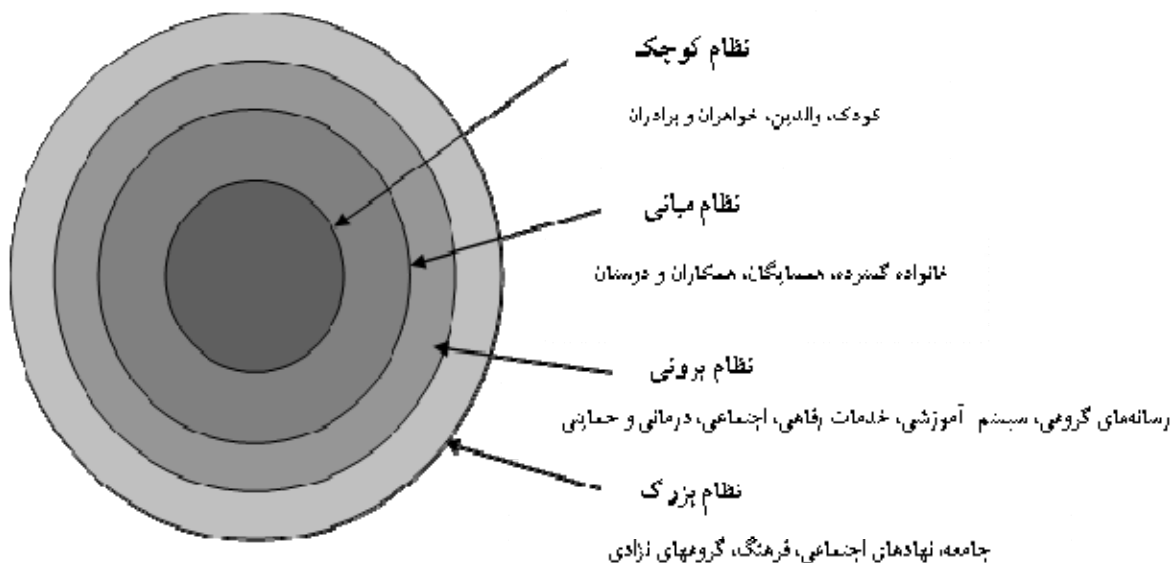 نظام کوچک
کودک، والدین، خواهران و برادران
نظام میانی
خانواده گسترده، همسایگان، همکاران و دوستان
نظام برونی
رسانه‌های گروهی، سیستم آموزشی، خدمات رفاهی، اجتماعی، درمانی و حمایتی
نظام بزرگ
جامعه، نهادهای اجتماعی، فرهنگ، گروههای نژادی